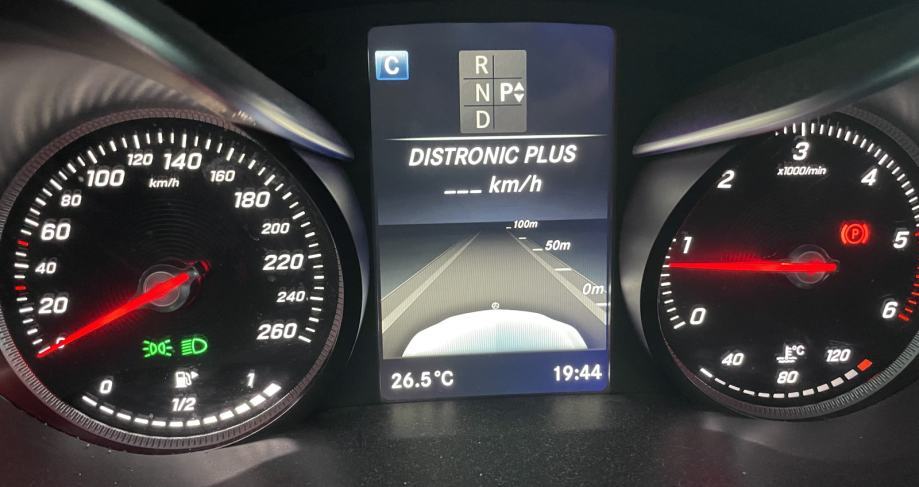 C
R
N P
D
DISTRONIC PLUS
--- km/h
100m
50m
0m
26.5°C
19:44
0
20
40
60
80
100
120
140
160
180
200
220
240
260
km/h
0
1/2
1
0
1
2
3
4
5
6
x1000/min
P
°C
40
80
120